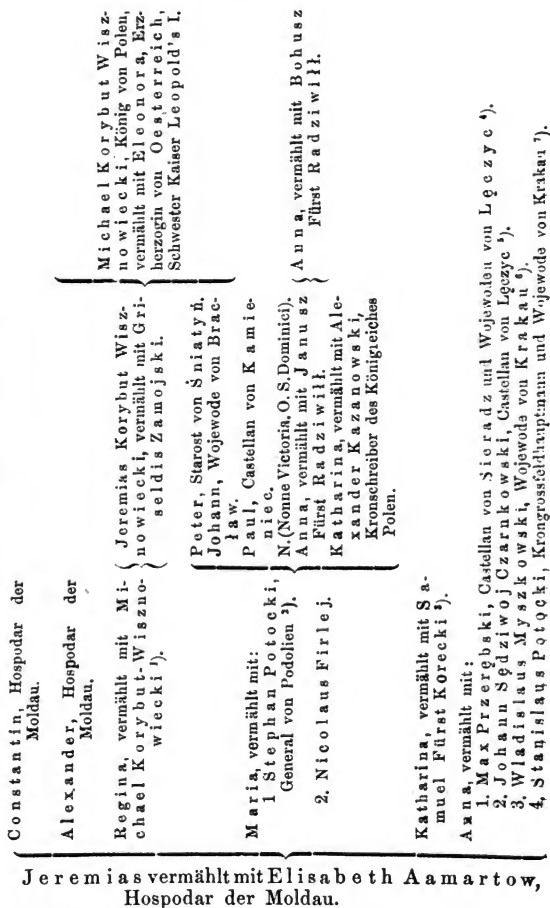 Jeremias vermählt mit Elisabeth Aamartow,
Hospodar der Moldau.
Constantin, Hospodar der
Moldau.
Alexander, Hospodar der
Moldau.
Regina, vermählt mit Mi-
chael Korybut-Wiszno-
wiecki ¹).
Jeremias Korybut Wisz-
nowiecki, vermählt mit Gri-
seldis Zamojski.
Michael Korybut Wisz-
nowiecki, König von Polen,
vermählt mit Eleonora, Erz-
herzogin von Oesterreich,
Schwester Kaiser Leopold's I.
Maria, vermählt mit:
1 Stephan Potocki,
General von Podolien ²).
2. Nicolaus Firlej.
Peter, Starost von Śniatyń.
Johann, Wojewode von Brac-
ław.
Paul, Castellan von Kamie-
niec.
N. (Nonne Victoria, O. S. Dominici).
Anna, vermählt mit Janusz
Fürst Radziwiłł.
Katharina, vermählt mit Ale-
xander Kazanowski,
Kronschreiber des Königreiches
Polen.
Anna, vermählt mit Bohusz
Fürst Radziwiłł.
Katharina, vermählt mit Sa-
muel Fürst Korecki ³).
Anna, vermählt mit:
1. Max Przerębski, Castellan von Sieradz und Wojewoden von Lęczyc ⁴).
2. Johann Sędziwoj Czarnkowski, Castellan von Lęczyc ⁵).
3. Wladislaus Myszkowski, Wojewode von Krakau ⁶).
4, Stanislaus Potocki, Krongrossfeldhauptmann und Wojewode von Krakau ⁷).